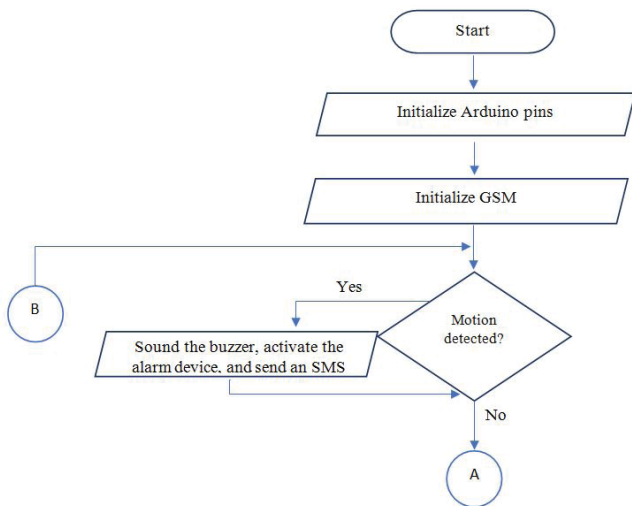 Start
Initialize Arduino pins
Initialize GSM
B
Yes
Motion
detected?
Sound the buzzer, activate the
alarm device, and send an SMS
No
A